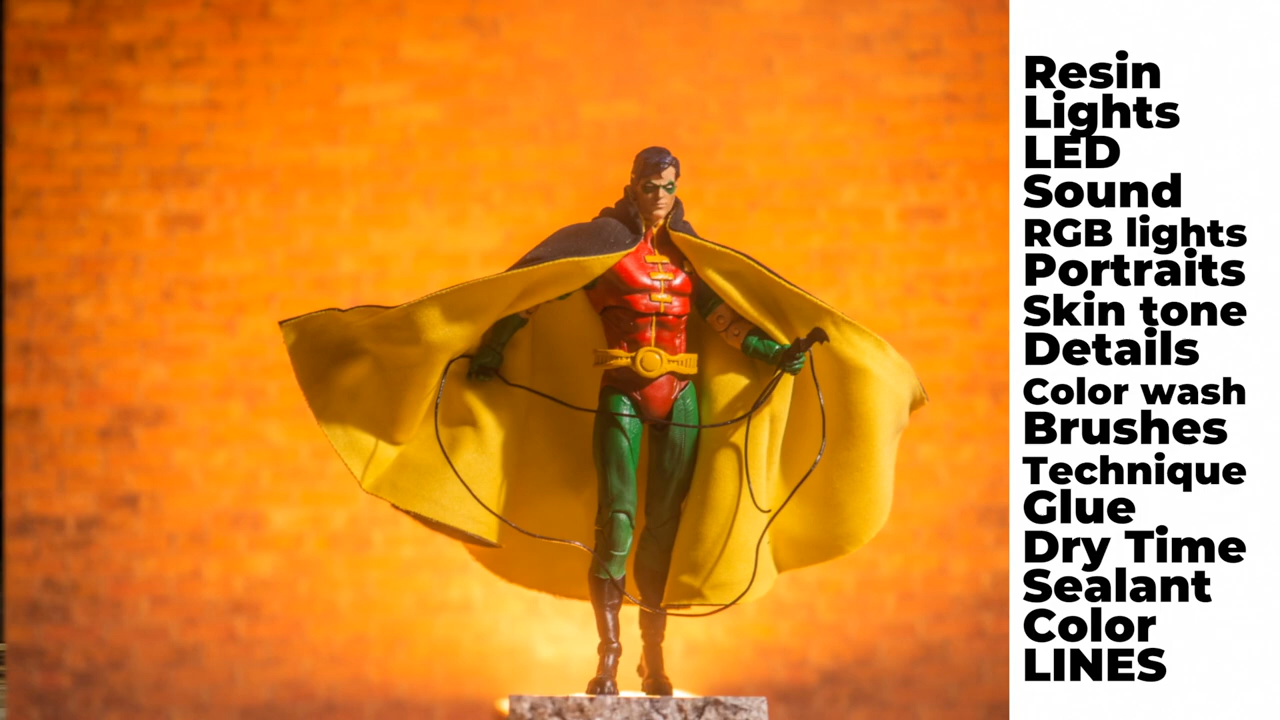 Resin
Lights
LED
Sound
RGB lights
Portraits
Skin tone
Details
Color wash
Brushes
Technique
Glue
Dry Time
Sealant
Color
LINES